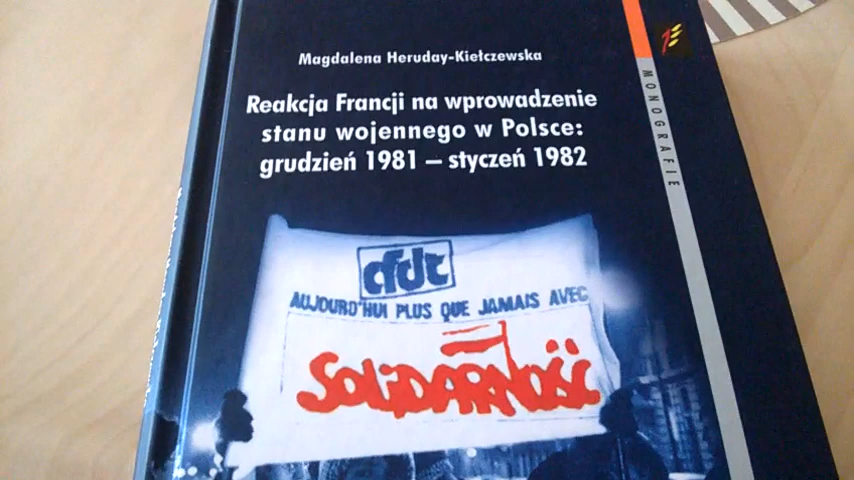 Magdalena Heruday-Kiełczewska
Reakcja Francji na wprowadzenie
stanu wojennego w Polsce:
grudzień 1981 – styczeń 1982
MONOGRAFIE
cfdt
AUJOURD'HUI PLUS QUE JAMAIS AVEC
SOLIDARNOŚĆ